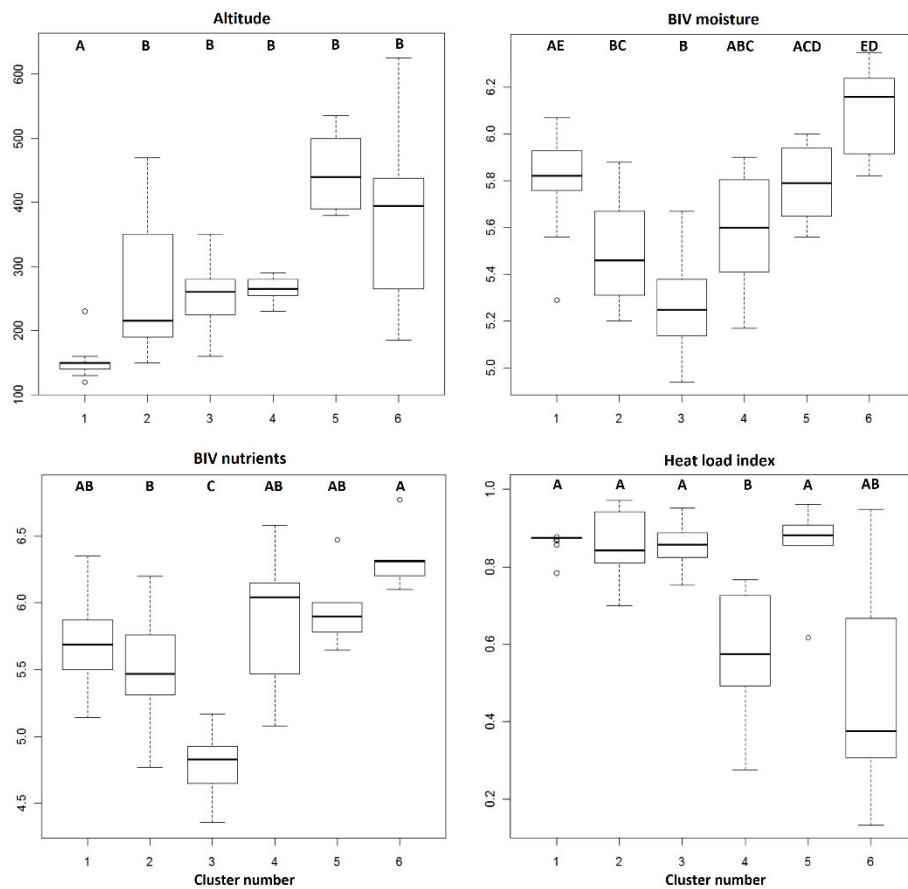 Altitude
A B B B B B
600
500
400
300
200
100
1 2 3 4 5 6
BIV moisture
AE BC B ABC ACD ED
6.2
6.0
5.8
5.6
5.4
5.2
5.0
1 2 3 4 5 6
BIV nutrients
AB B C AB AB A
6.5
6.0
5.5
5.0
4.5
1 2 3 4 5 6
Cluster number
Heat load index
A A A B A AB
1.0
0.8
0.6
0.4
0.2
1 2 3 4 5 6
Cluster number